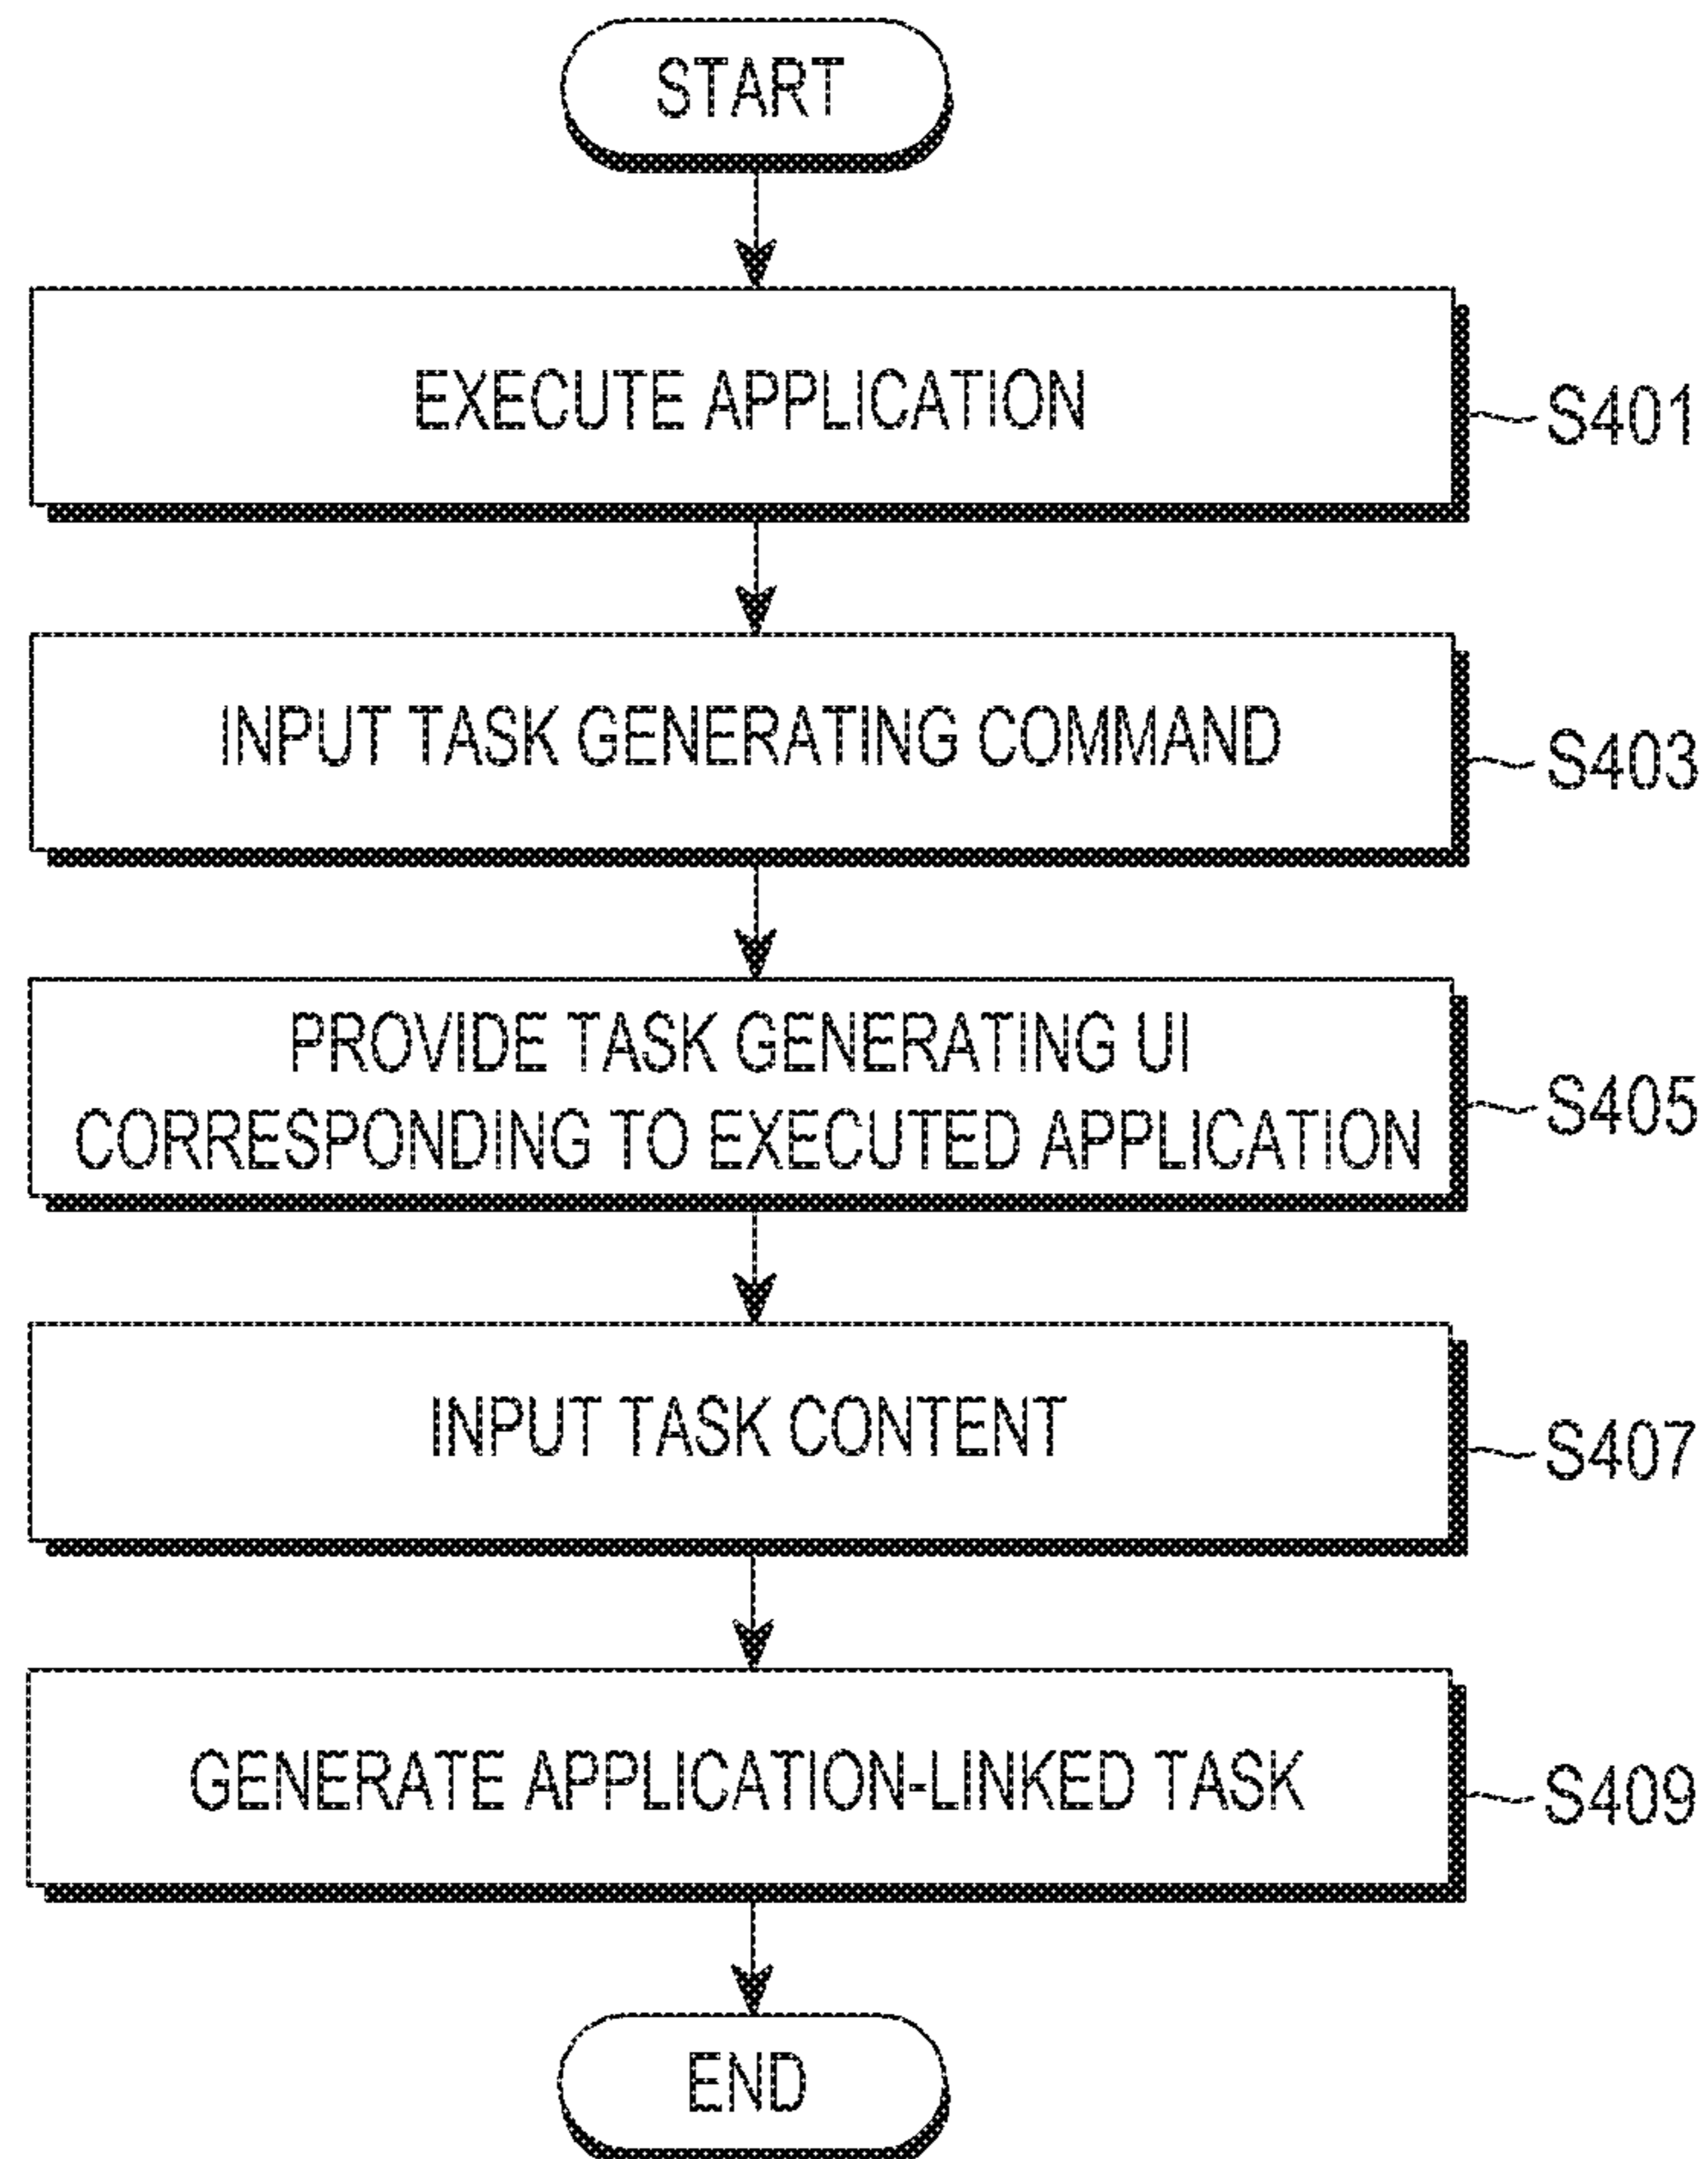 START
EXECUTE APPLICATION
S401
INPUT TASK GENERATING COMMAND
S403
PROVIDE TASK GENERATING UI
CORRESPONDING TO EXECUTED APPLICATION
S405
INPUT TASK CONTENT
S407
GENERATE APPLICATION-LINKED TASK
S409
END